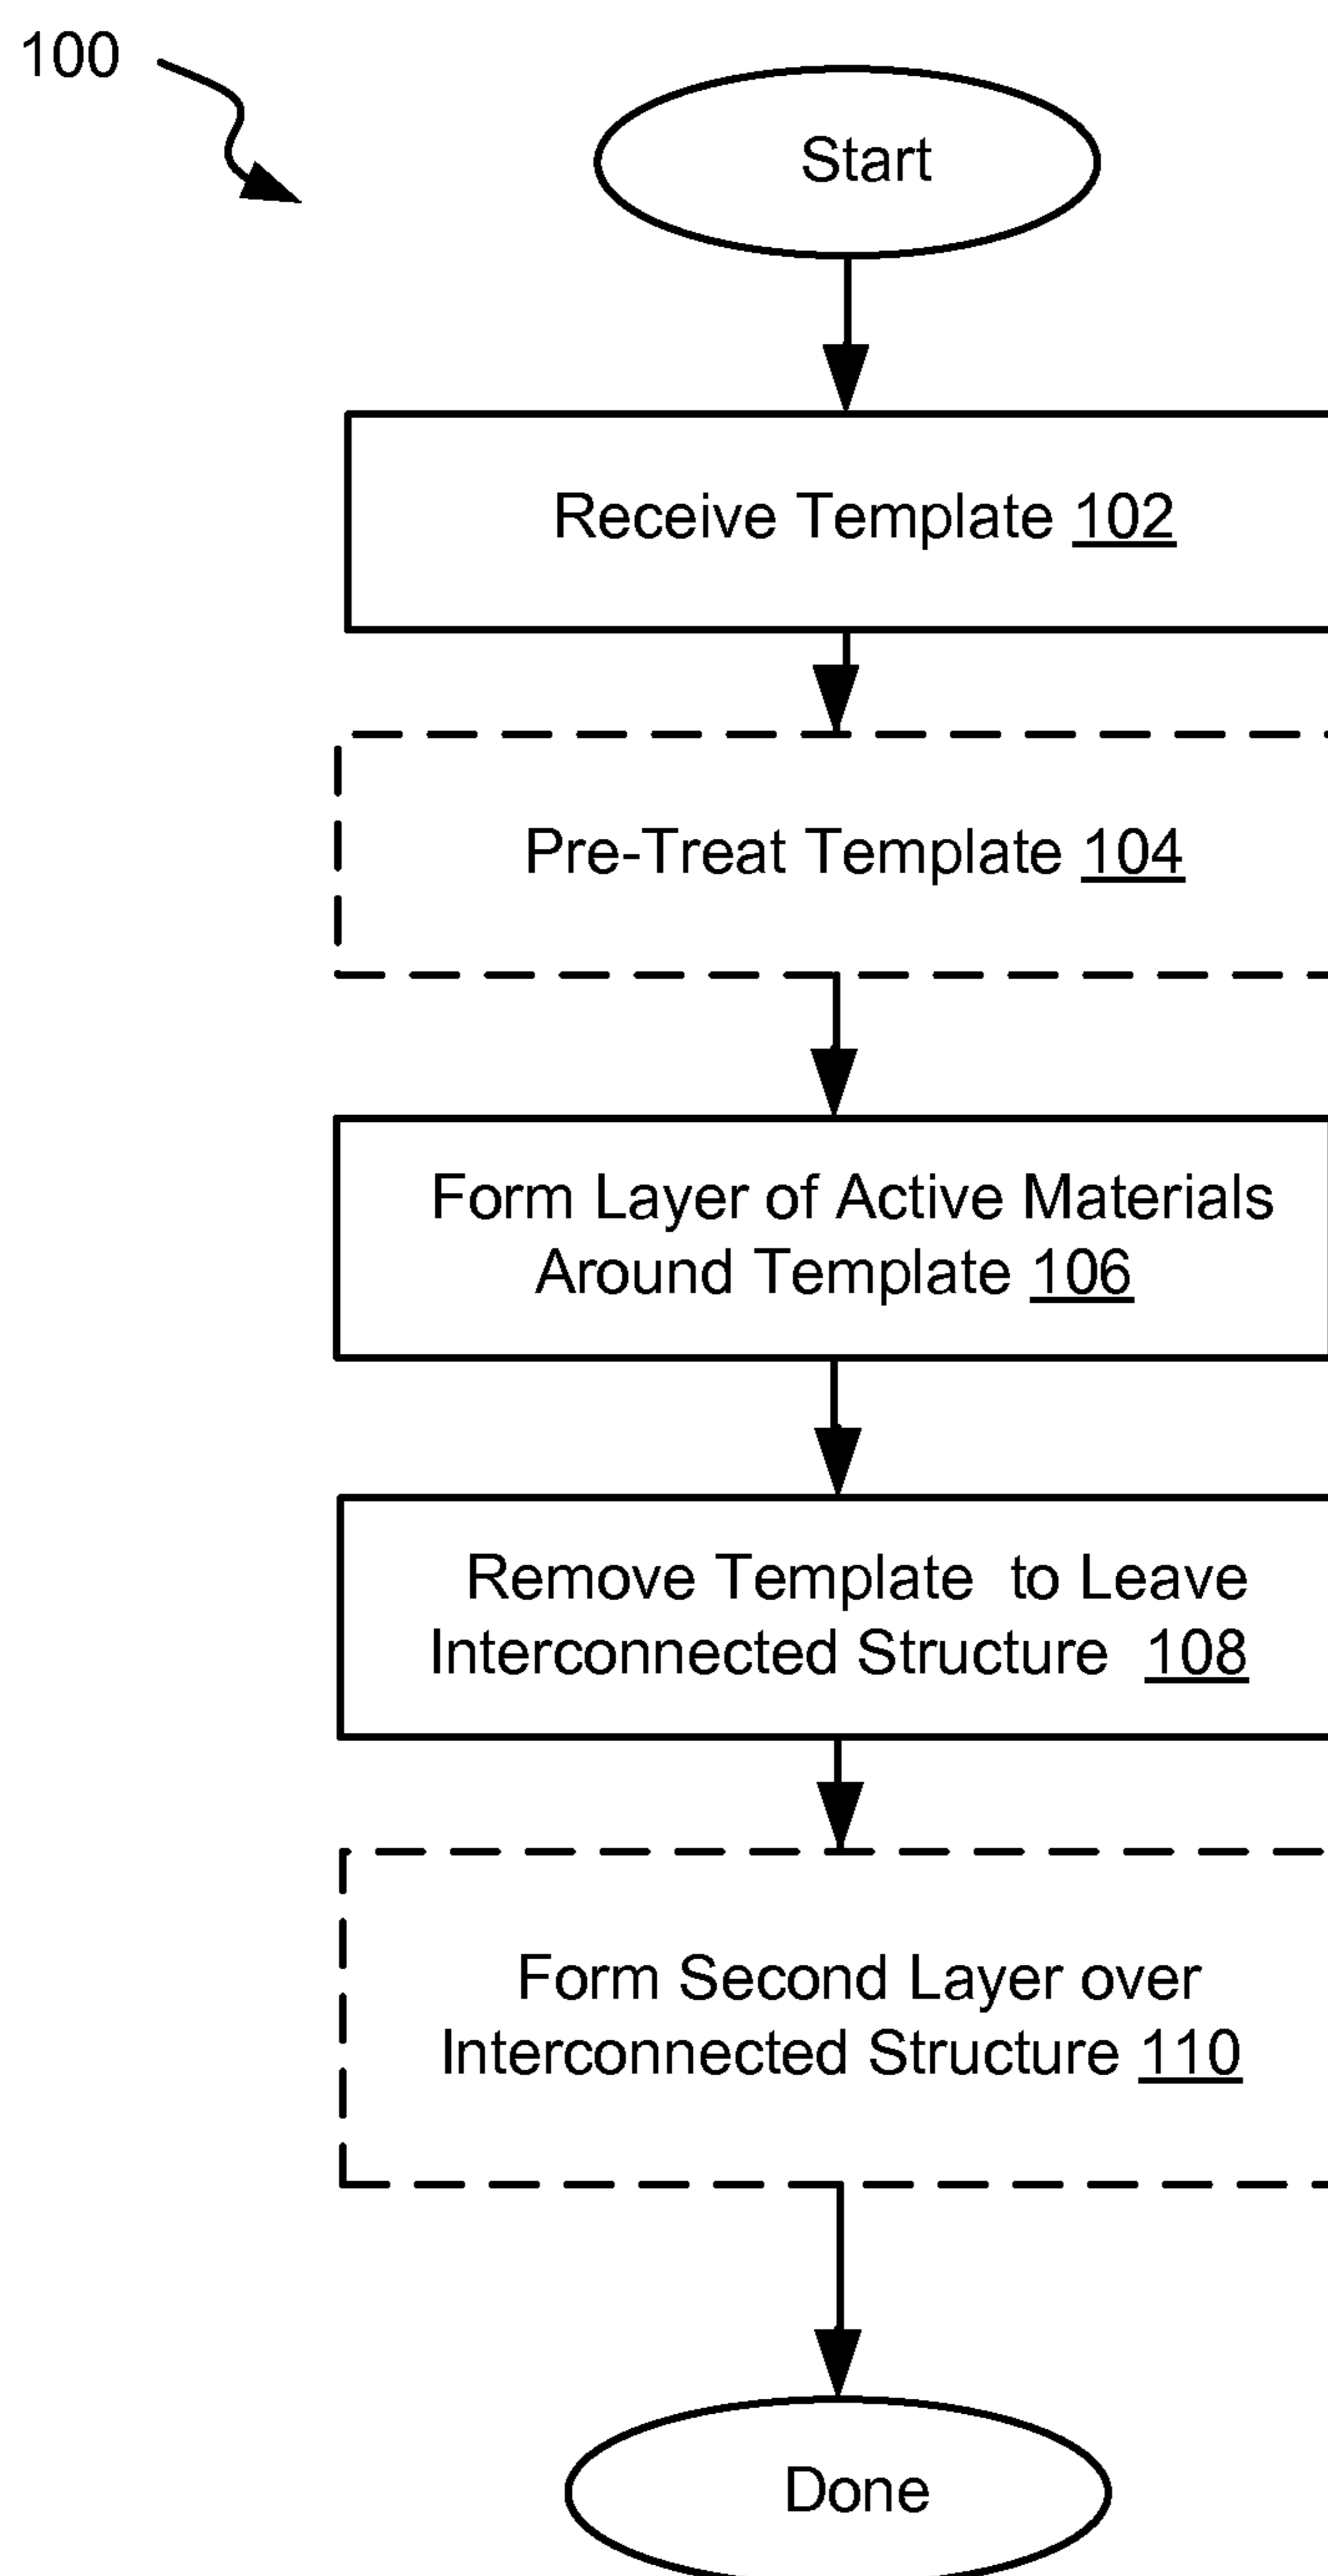 100
Start
Receive Template 102
Pre-Treat Template 104
Form Layer of Active Materials
Around Template 106
Remove Template to Leave
Interconnected Structure 108
Form Second Layer over
Interconnected Structure 110
Done